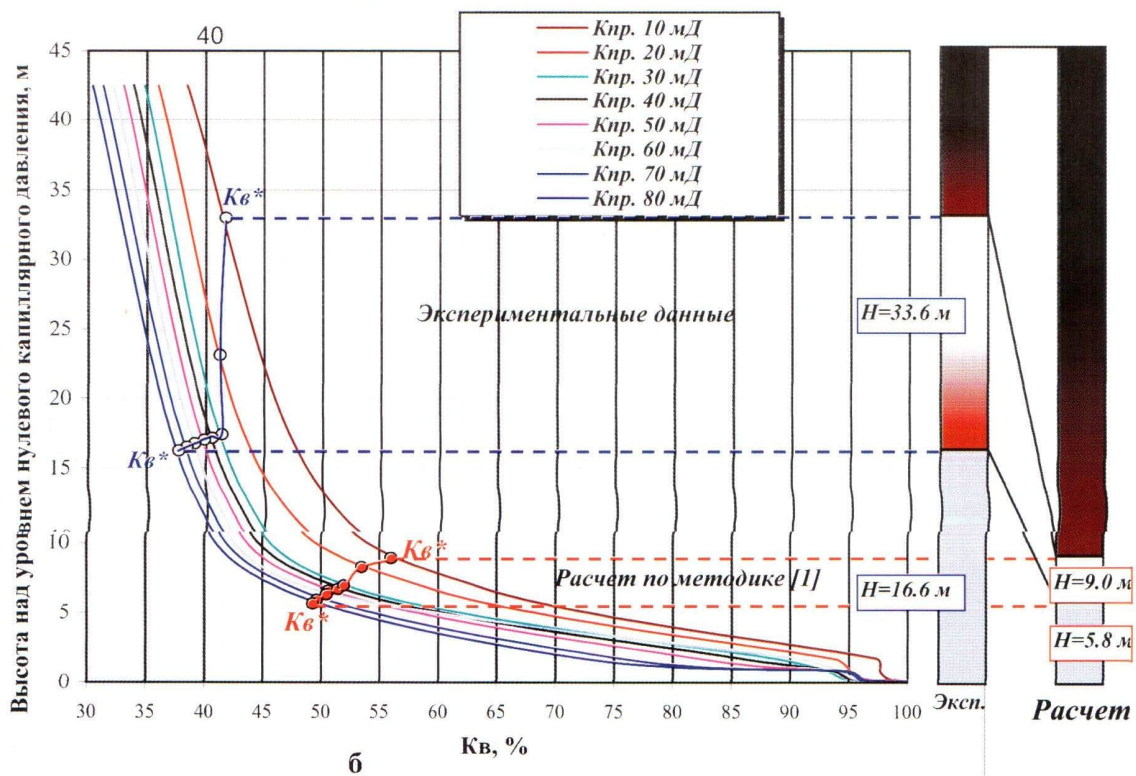 40
Кпр. 10 мД
Кпр. 20 мД
Кпр. 30 мД
Кпр. 40 мД
Кпр. 50 мД
Кпр. 60 мД
Кпр. 70 мД
Кпр. 80 мД
Высота над уровнем нулевого капиллярного давления, м
45
40
35
30
25
20
15
10
5
0
Кв*
Экспериментальные данные
H=33.6 м
Кв*
Кв*
Расчет по методике [1]
H=16.6 м
H=9.0 м
Кв*
H=5.8 м
30 35 40 45 50 55 60 65 70 75 80 85 90 95 100
Эксп.
Расчет
Кв, %
б